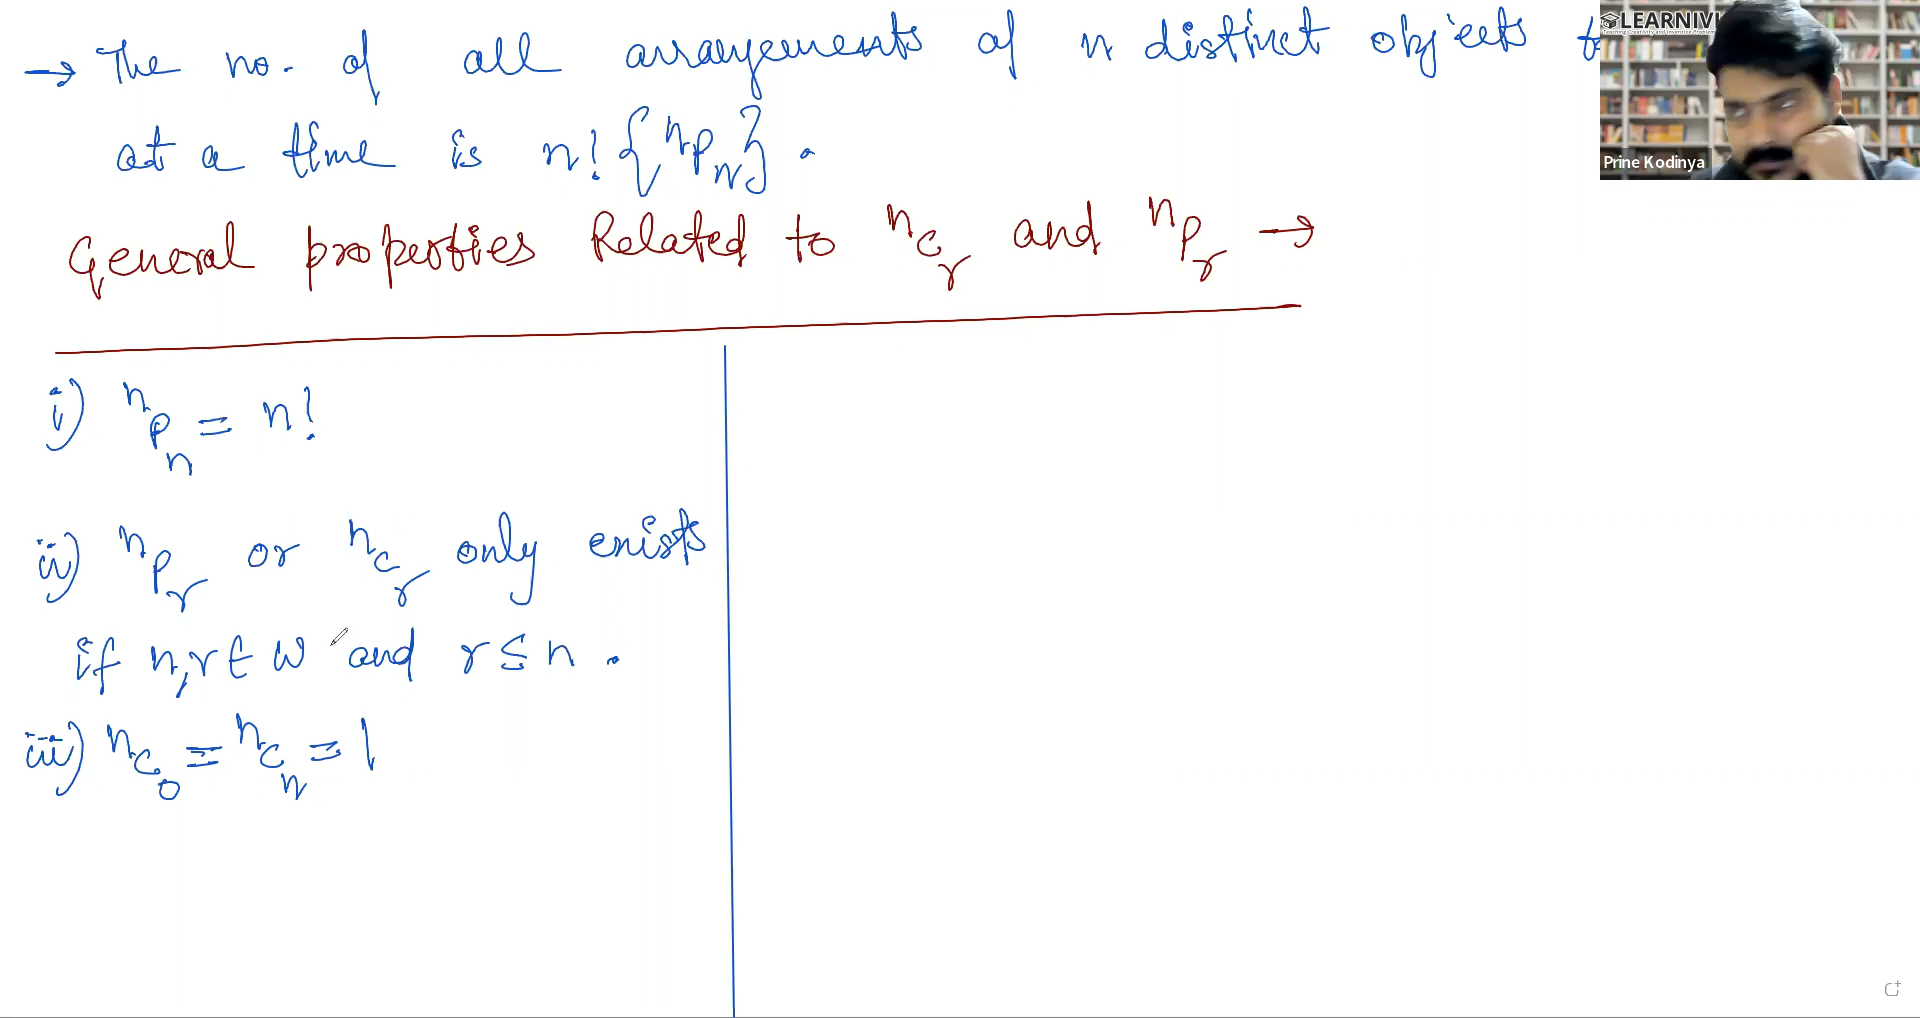 → The no. of all arrangements of n distinct objects
LEARNIVI
at a time is n! {ⁿPₙ}.
Prine Kodinya
General properties Related to ⁿCᵣ and ⁿPᵣ →
i) ⁿPₙ = n!
ii) ⁿPᵣ or ⁿCᵣ only exists
if n,r ∈ W and r ≤ n.
iii) ⁿC₀ = ⁿCₙ = 1